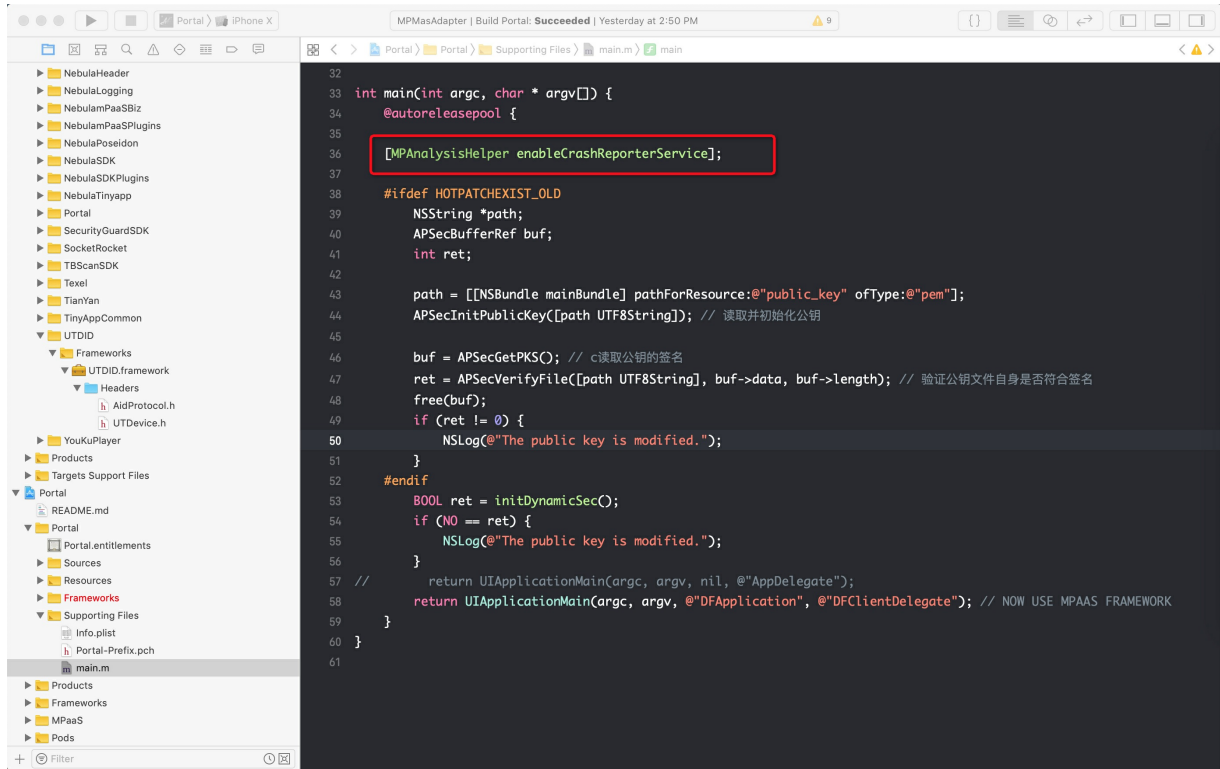 Portal 〉 iPhone X
MPMasAdapter | Build Portal: Succeeded | Yesterday at 2:50 PM
9
{ }
Portal 〉 Portal 〉 Supporting Files 〉 main.m 〉 main
NebulaHeader
NebulaLogging
NebulamPaaSBiz
NebulamPaaSPlugins
NebulaPoseidon
NebulaSDK
NebulaSDKPlugins
NebulaTinyapp
Portal
SecurityGuardSDK
SocketRocket
TBScanSDK
Texel
TianYan
TinyAppCommon
UTDID
Frameworks
UTDID.framework
Headers
h AidProtocol.h
h UTDevice.h
YouKuPlayer
Products
Targets Support Files
Portal
README.md
Portal
Portal.entitlements
Sources
Resources
Frameworks
Supporting Files
Info.plist
h Portal-Prefix.pch
m main.m
Products
Frameworks
MPaaS
Pods
Filter
32
33 int main(int argc, char * argv[]) {
34     @autoreleasepool {
35
36     [MPAnalysisHelper enableCrashReporterService];
37
38     #ifdef HOTPATCHEXIST_OLD
39         NSString *path;
40         APSecBufferRef buf;
41         int ret;
42
43         path = [[NSBundle mainBundle] pathForResource:@"public_key" ofType:@"pem"];
44         APSecInitPublicKey([path UTF8String]); // 读取并初始化公钥
45
46         buf = APSecGetPKS(); // c读取公钥的签名
47         ret = APSecVerifyFile([path UTF8String], buf->data, buf->length); // 验证公钥文件自身是否符合签名
48         free(buf);
49         if (ret != 0) {
50             NSLog(@"The public key is modified.");
51         }
52     #endif
53         BOOL ret = initDynamicSec();
54         if (NO == ret) {
55             NSLog(@"The public key is modified.");
56         }
57 //       return UIApplicationMain(argc, argv, nil, @"AppDelegate");
58         return UIApplicationMain(argc, argv, @"DFApplication", @"DFClientDelegate"); // NOW USE MPAAS FRAMEWORK
59     }
60 }
61